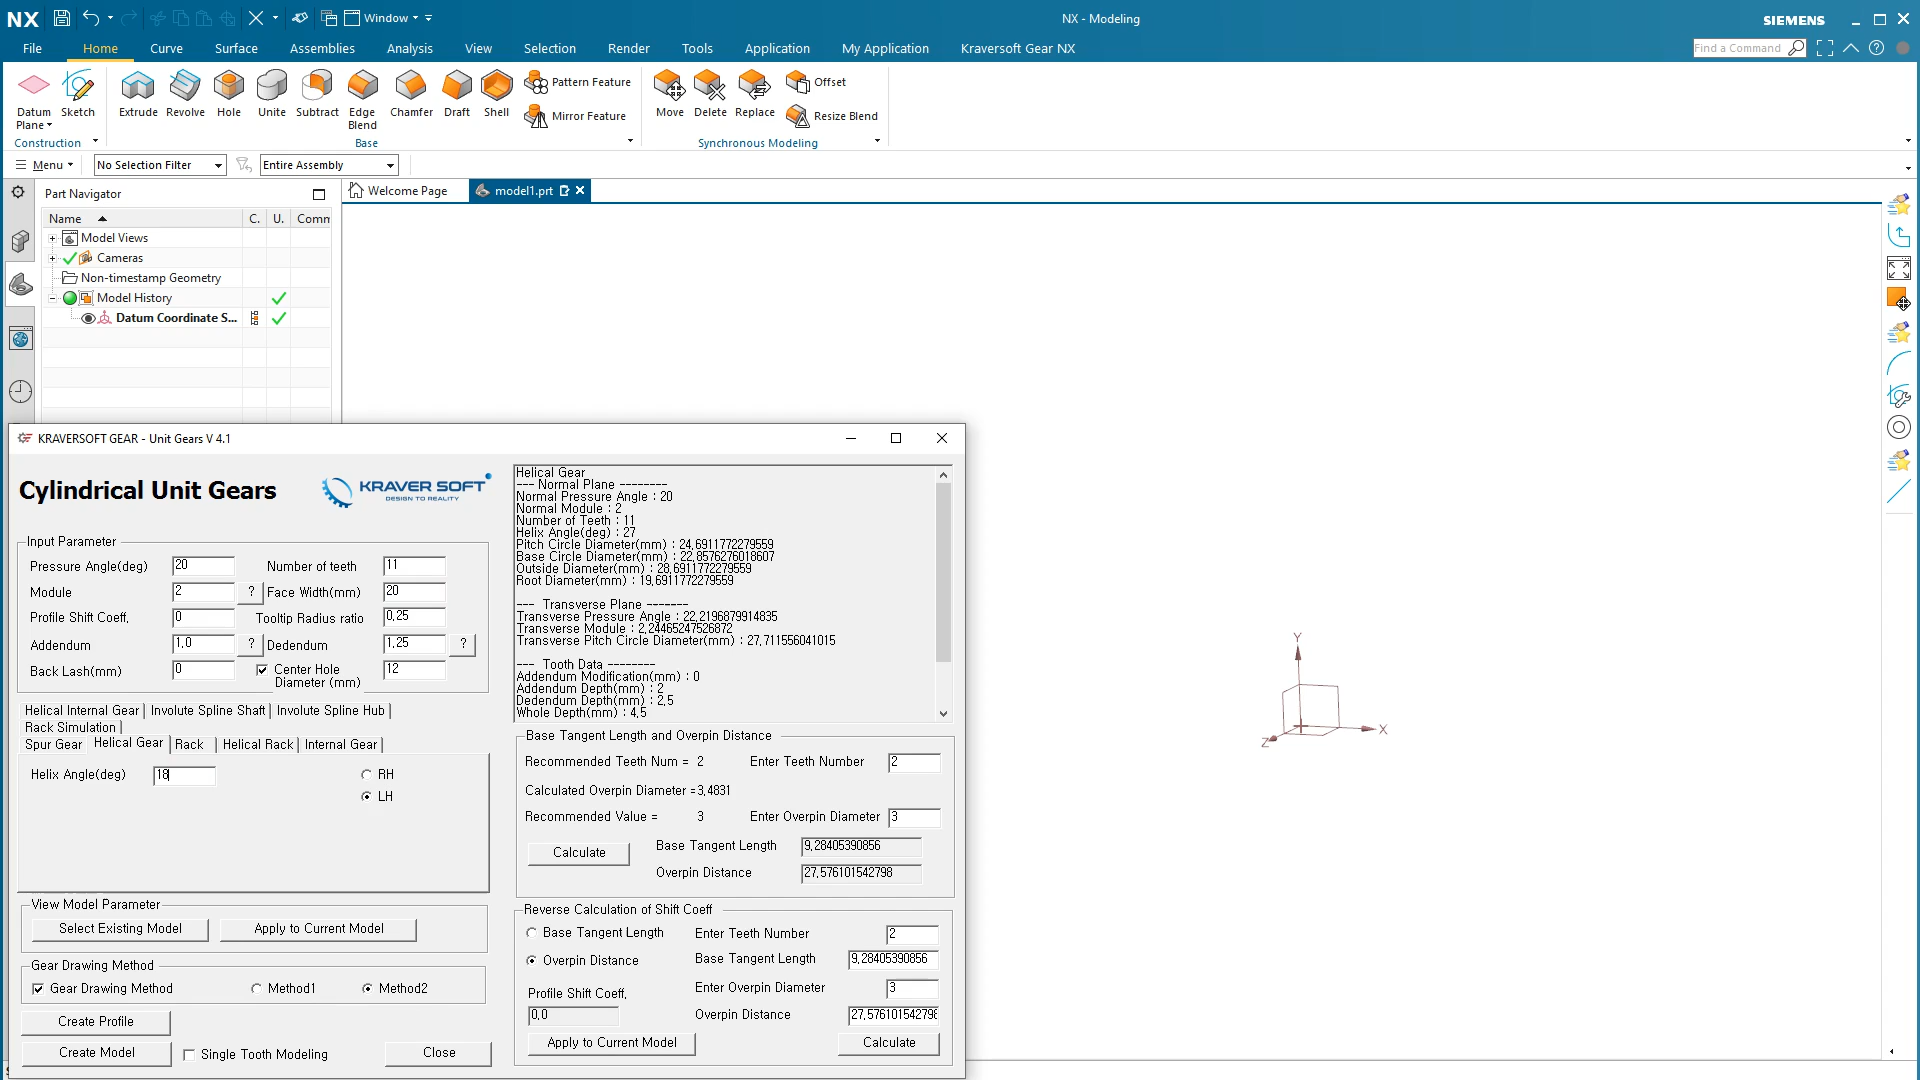 NX
Window
NX - Modeling
SIEMENS
File Home Curve Surface Assemblies Analysis View Selection Render Tools Application My Application Kraversoft Gear NX
Find a Command
Datum Plane
Sketch
Extrude
Revolve
Hole
Unite
Subtract
Edge Blend
Chamfer
Draft
Shell
Pattern Feature
Mirror Feature
Move
Delete
Replace
Offset
Resize Blend
Construction
Base
Synchronous Modeling
Menu
No Selection Filter
Entire Assembly
Part Navigator
Welcome Page
model1.prt
Name C. U. Comm
Model Views
Cameras
Non-timestamp Geometry
Model History
Datum Coordinate S...
Y
X
Z
KRAVERSOFT GEAR - Unit Gears V 4.1
Cylindrical Unit Gears
KRAVER SOFT
DESIGN TO REALITY
Input Parameter
Pressure Angle(deg) 20 Number of teeth 11
Module 2 ? Face Width(mm) 20
Profile Shift Coeff, 0 Tooltip Radius ratio 0,25
Addendum 1,0 ? Dedendum 1,25 ?
Back Lash(mm) 0 Center Hole Diameter (mm) 12
Helical Internal Gear Involute Spline Shaft Involute Spline Hub
Rack Simulation
Spur Gear Helical Gear Rack Helical Rack Internal Gear
Helix Angle(deg) 18 RH
LH
View Model Parameter
Select Existing Model Apply to Current Model
Gear Drawing Method
Gear Drawing Method Method1 Method2
Create Profile
Create Model Single Tooth Modeling Close
Helical Gear
--- Normal Plane --------
Normal Pressure Angle : 20
Normal Module : 2
Number of Teeth : 11
Helix Angle(deg) : 27
Pitch Circle Diameter(mm) : 24,6911772279559
Base Circle Diameter(mm) : 22,8576276018607
Outside Diameter(mm) : 28,6911772279559
Root Diameter(mm) : 19,6911772279559
--- Transverse Plane -------
Transverse Pressure Angle : 22,2196879914835
Transverse Module : 2,24465247526872
Transverse Pitch Circle Diameter(mm) : 27,711556041015
--- Tooth Data --------
Addendum Modification(mm) : 0
Addendum Depth(mm) : 2
Dedendum Depth(mm) : 2,5
Whole Depth(mm) : 4,5
Base Tangent Length and Overpin Distance
Recommended Teeth Num = 2 Enter Teeth Number 2
Calculated Overpin Diameter =3,4831
Recommended Value = 3 Enter Overpin Diameter 3
Calculate Base Tangent Length 9,28405390856
Overpin Distance 27,576101542798
Reverse Calculation of Shift Coeff
Base Tangent Length Enter Teeth Number 2
Overpin Distance Base Tangent Length 9,28405390856
Enter Overpin Diameter 3
Profile Shift Coeff,
0,0 Overpin Distance 27,576101542798
Apply to Current Model Calculate